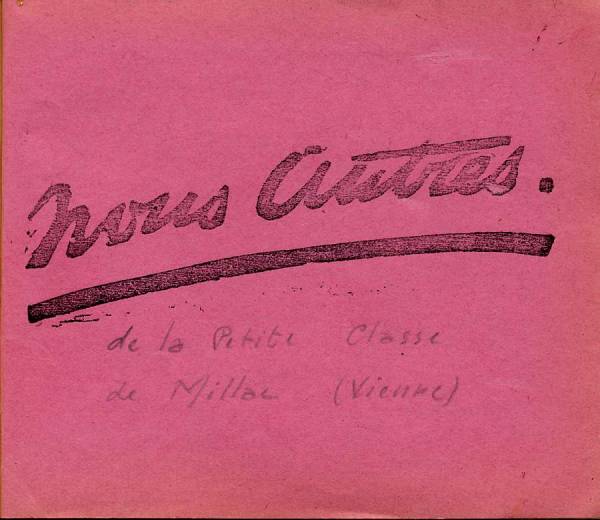 Nous Autres.
de la Petite Classe
de Millac (Vienne)